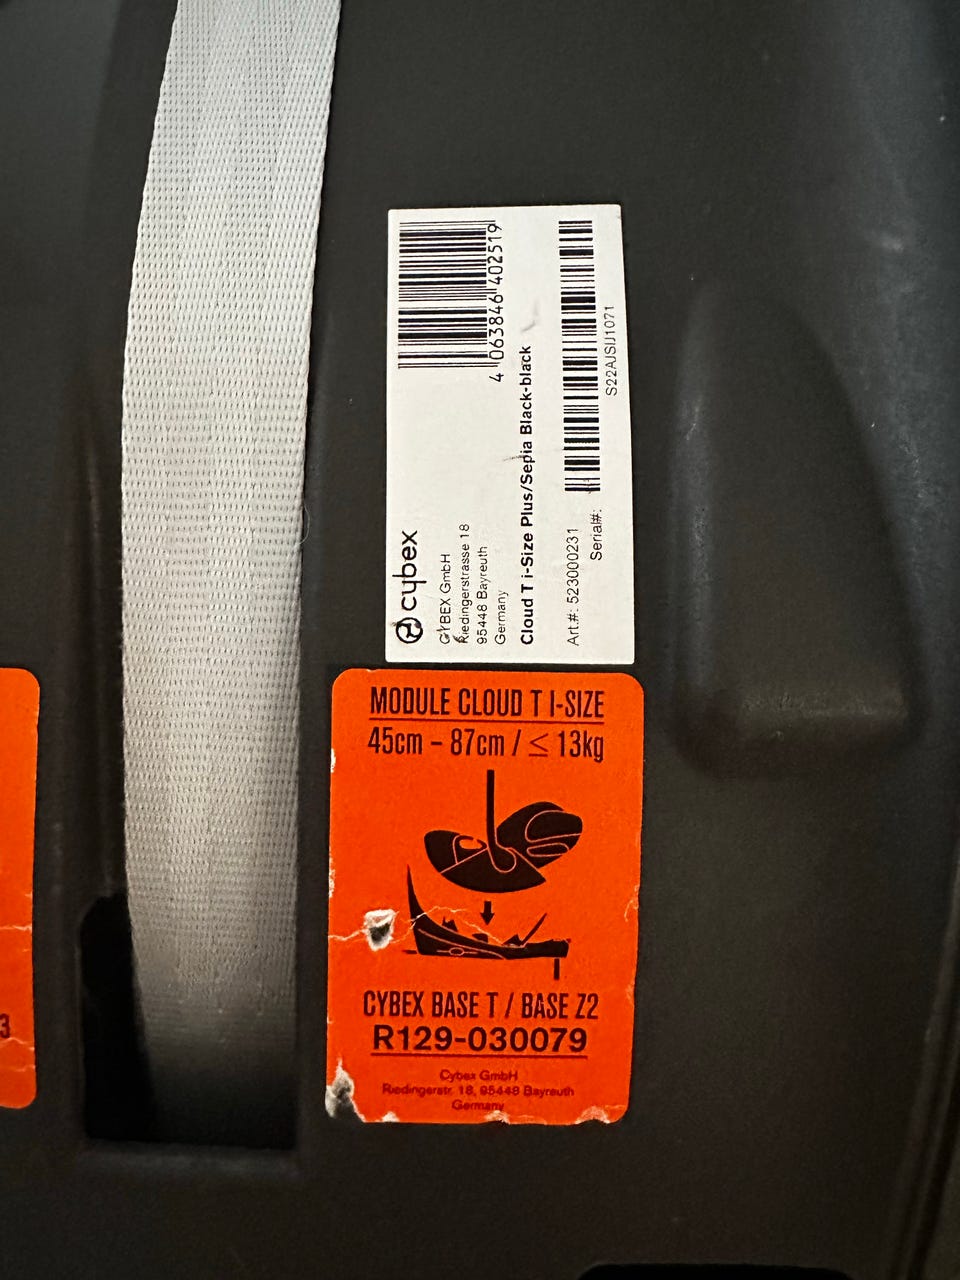 4 063846 402519
cybex
CYBEX GmbH
Riedingerstrasse 18
95448 Bayreuth
Germany
Cloud T i-Size Plus/Sepia Black-black
Art.#: 523000231
Serial#:
S22AJSIJ1071
MODULE CLOUD T I-SIZE
45cm – 87cm / ≤ 13kg
CYBEX BASE T / BASE Z2
R129-030079
Cybex GmbH
Riedingerstr. 18, 95448 Bayreuth
Germany
3